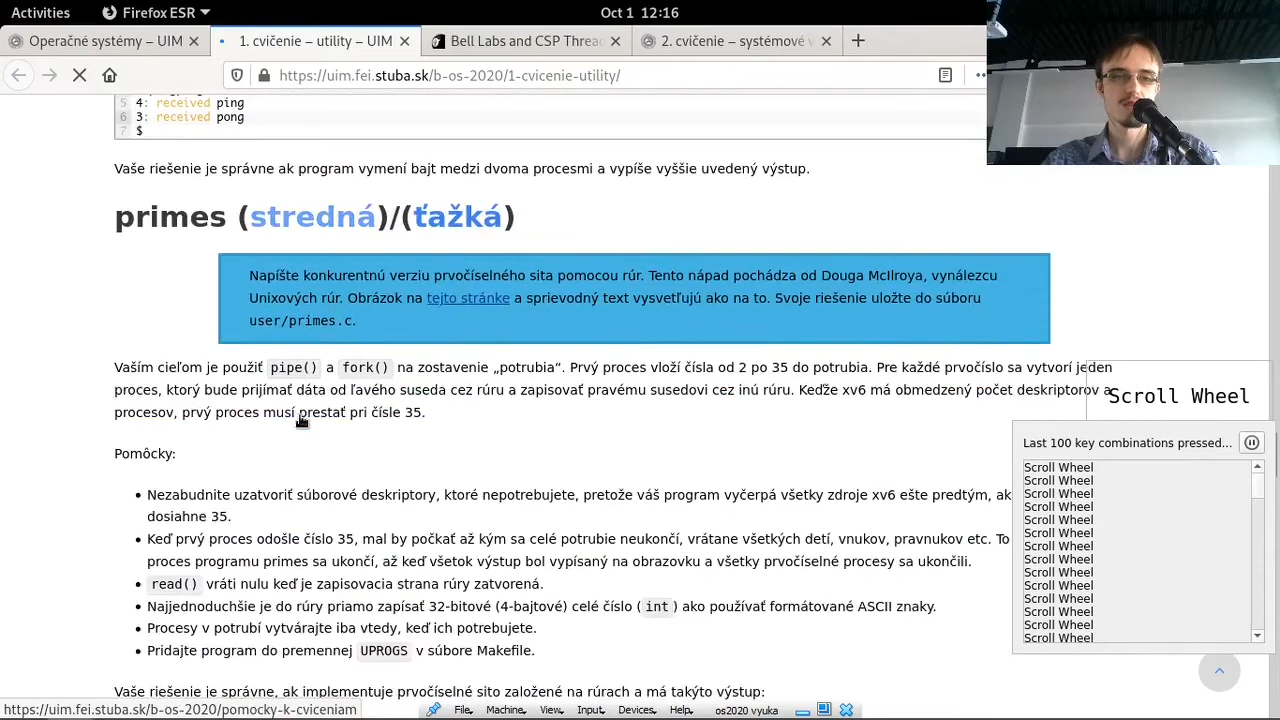 Activities
Firefox ESR
Oct 1 12:16
Operačné systémy – UIM
1. cvičenie – utility – UIM
Bell Labs and CSP Threa
2. cvičenie – systémové v
https://uim.fei.stuba.sk/b-os-2020/1-cvicenie-utility/
5
6 4: received ping
3: received pong
7 $
Vaše riešenie je správne ak program vymení bajt medzi dvoma procesmi a vypíše vyššie uvedený výstup.
primes (stredná)/(ťažká)
Napíšte konkurentnú verziu prvočíselného sita pomocou rúr. Tento nápad pochádza od Douga McIlroya, vynálezcu
Unixových rúr. Obrázok na tejto stránke a sprievodný text vysvetľujú ako na to. Svoje riešenie uložte do súboru
user/primes.c.
Vaším cieľom je použiť pipe() a fork() na zostavenie „potrubia“. Prvý proces vloží čísla od 2 po 35 do potrubia. Pre každé prvočíslo sa vytvorí jeden
proces, ktorý bude prijímať dáta od ľavého suseda cez rúru a zapisovať pravému susedovi cez inú rúru. Keďže xv6 má obmedzený počet deskriptorov a
procesov, prvý proces musí prestať pri čísle 35.
Pomôcky:
Nezabudnite uzatvoriť súborové deskriptory, ktoré nepotrebujete, pretože váš program vyčerpá všetky zdroje xv6 ešte predtým, ak
dosiahne 35.
Keď prvý proces odošle číslo 35, mal by počkať až kým sa celé potrubie neukončí, vrátane všetkých detí, vnukov, pravnukov etc. To
proces programu primes sa ukončí, až keď všetok výstup bol vypísaný na obrazovku a všetky prvočíselné procesy sa ukončili.
read() vráti nulu keď je zapisovacia strana rúry zatvorená.
Najjednoduchšie je do rúry priamo zapísať 32-bitové (4-bajtové) celé číslo (int) ako používať formátované ASCII znaky.
Procesy v potrubí vytvárajte iba vtedy, keď ich potrebujete.
Pridajte program do premennej UPROGS v súbore Makefile.
Vaše riešenie je správne, ak implementuje prvočíselné sito založené na rúrach a má takýto výstup:
Scroll Wheel
Last 100 key combinations pressed...
Scroll Wheel
Scroll Wheel
Scroll Wheel
Scroll Wheel
Scroll Wheel
Scroll Wheel
Scroll Wheel
Scroll Wheel
Scroll Wheel
Scroll Wheel
Scroll Wheel
Scroll Wheel
Scroll Wheel
Scroll Wheel
https://uim.fei.stuba.sk/b-os-2020/pomocky-k-cviceniam
File Machine View Input Devices Help os2020 vyuka